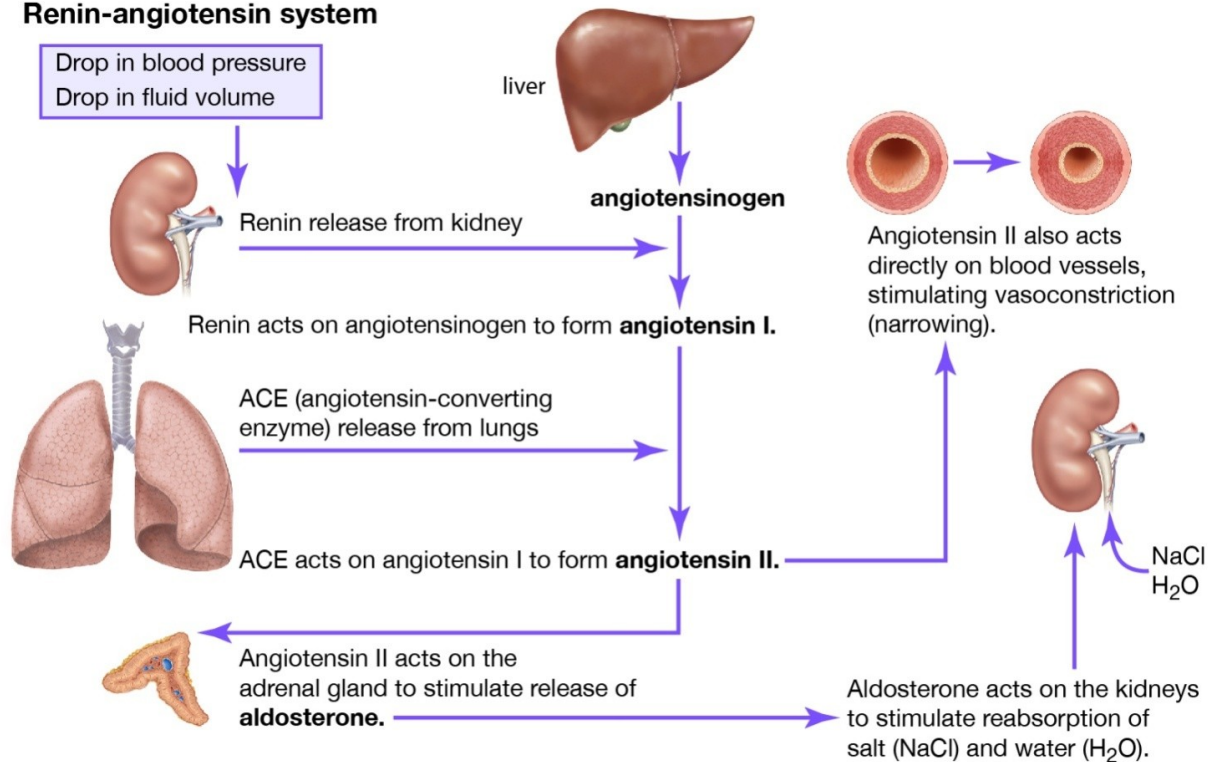 Renin-angiotensin system
Drop in blood pressure
Drop in fluid volume
liver
angiotensinogen
Renin release from kidney
Renin acts on angiotensinogen to form angiotensin I.
ACE (angiotensin-converting
enzyme) release from lungs
ACE acts on angiotensin I to form angiotensin II.
Angiotensin II also acts
directly on blood vessels,
stimulating vasoconstriction
(narrowing).
Angiotensin II acts on the
adrenal gland to stimulate release of
aldosterone.
NaCl
H₂O
Aldosterone acts on the kidneys
to stimulate reabsorption of
salt (NaCl) and water (H₂O).